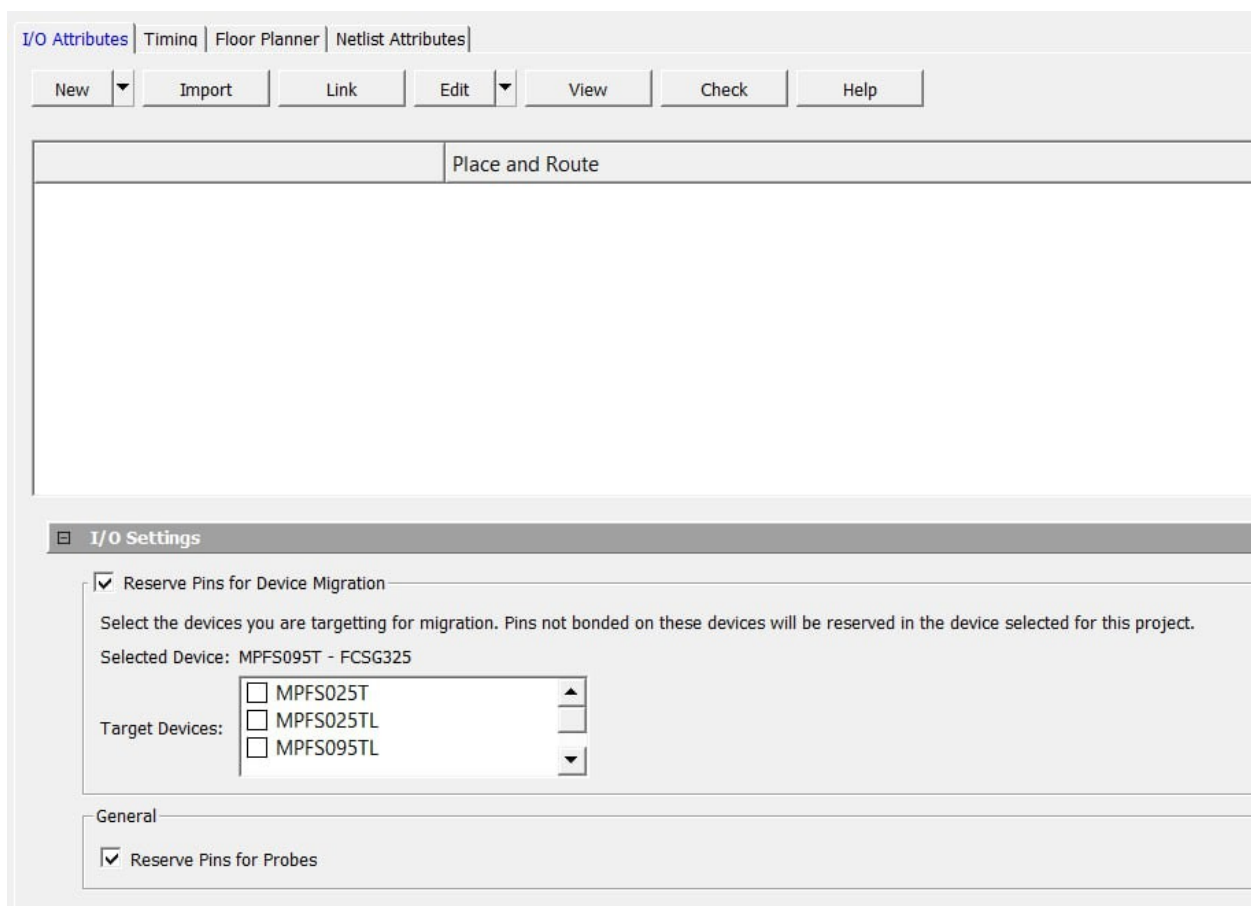 I/O Attributes Timing Floor Planner Netlist Attributes
New Import Link Edit View Check Help
Place and Route
I/O Settings
Reserve Pins for Device Migration
Select the devices you are targetting for migration. Pins not bonded on these devices will be reserved in the device selected for this project.
Selected Device: MPFS095T - FCSG325
MPFS025T
MPFS025TL
Target Devices:
MPFS095TL
General
Reserve Pins for Probes